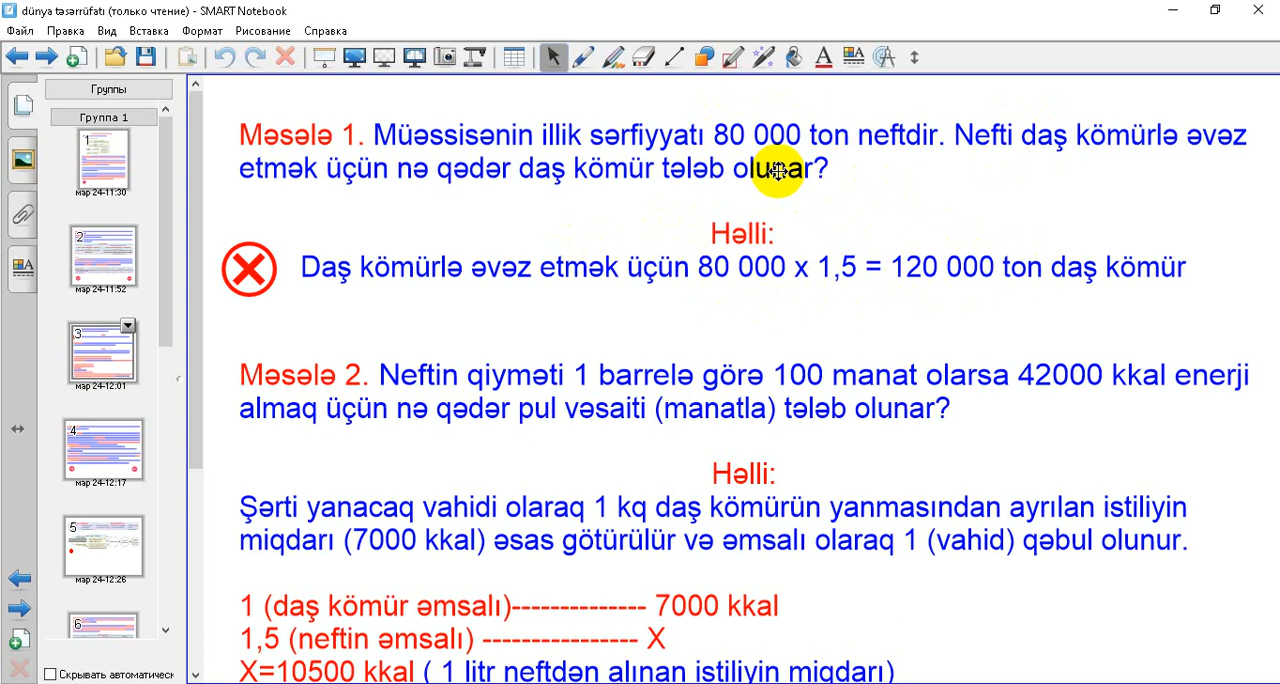 dünya təsərrüfatı (только чтение) - SMART Notebook
Файл Правка Вид Вставка Формат Рисование Справка
Группы
Группа 1
1
мар 24-11:30
2
мар 24-11:52
3
мар 24-12:01
4
мар 24-12:17
5
мар 24-12:26
6
Скрывать автоматическ
Məsələ 1. Müəssisənin illik sərfiyyatı 80 000 ton neftdir. Nefti daş kömürlə əvəz
etmək üçün nə qədər daş kömür tələb olunar?
Həlli:
Daş kömürlə əvəz etmək üçün 80 000 x 1,5 = 120 000 ton daş kömür
Məsələ 2. Neftin qiyməti 1 barrelə görə 100 manat olarsa 42000 kkal enerji
almaq üçün nə qədər pul vəsaiti (manatla) tələb olunar?
Həlli:
Şərti yanacaq vahidi olaraq 1 kq daş kömürün yanmasından ayrılan istiliyin
miqdarı (7000 kkal) əsas götürülür və əmsalı olaraq 1 (vahid) qəbul olunur.
1 (daş kömür əmsalı)-------------- 7000 kkal
1,5 (neftin əmsalı) ---------------- X
X=10500 kkal ( 1 litr neftdən alınan istiliyin miqdarı)